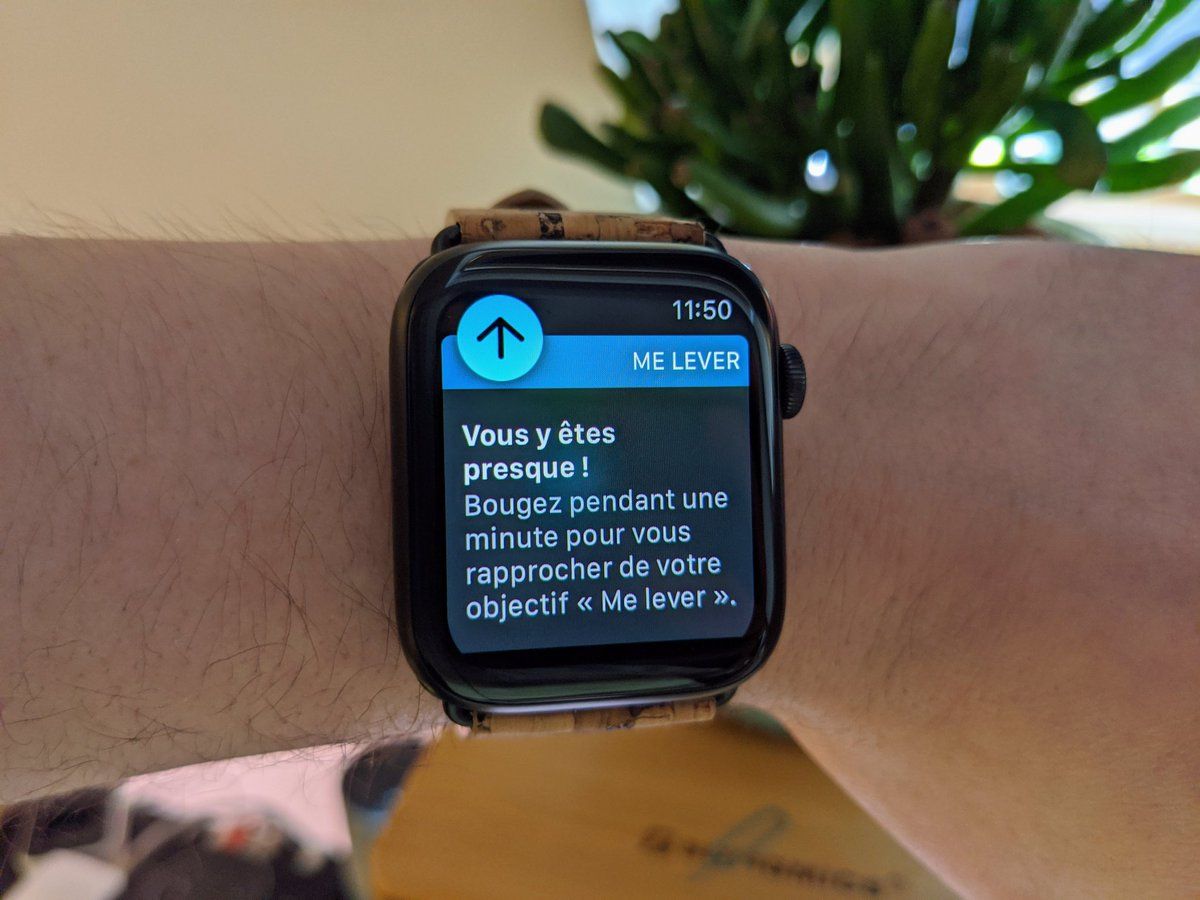 11:50
ME LEVER
Vous y êtes
presque !
Bougez pendant une
minute pour vous
rapprocher de votre
objectif « Me lever ».